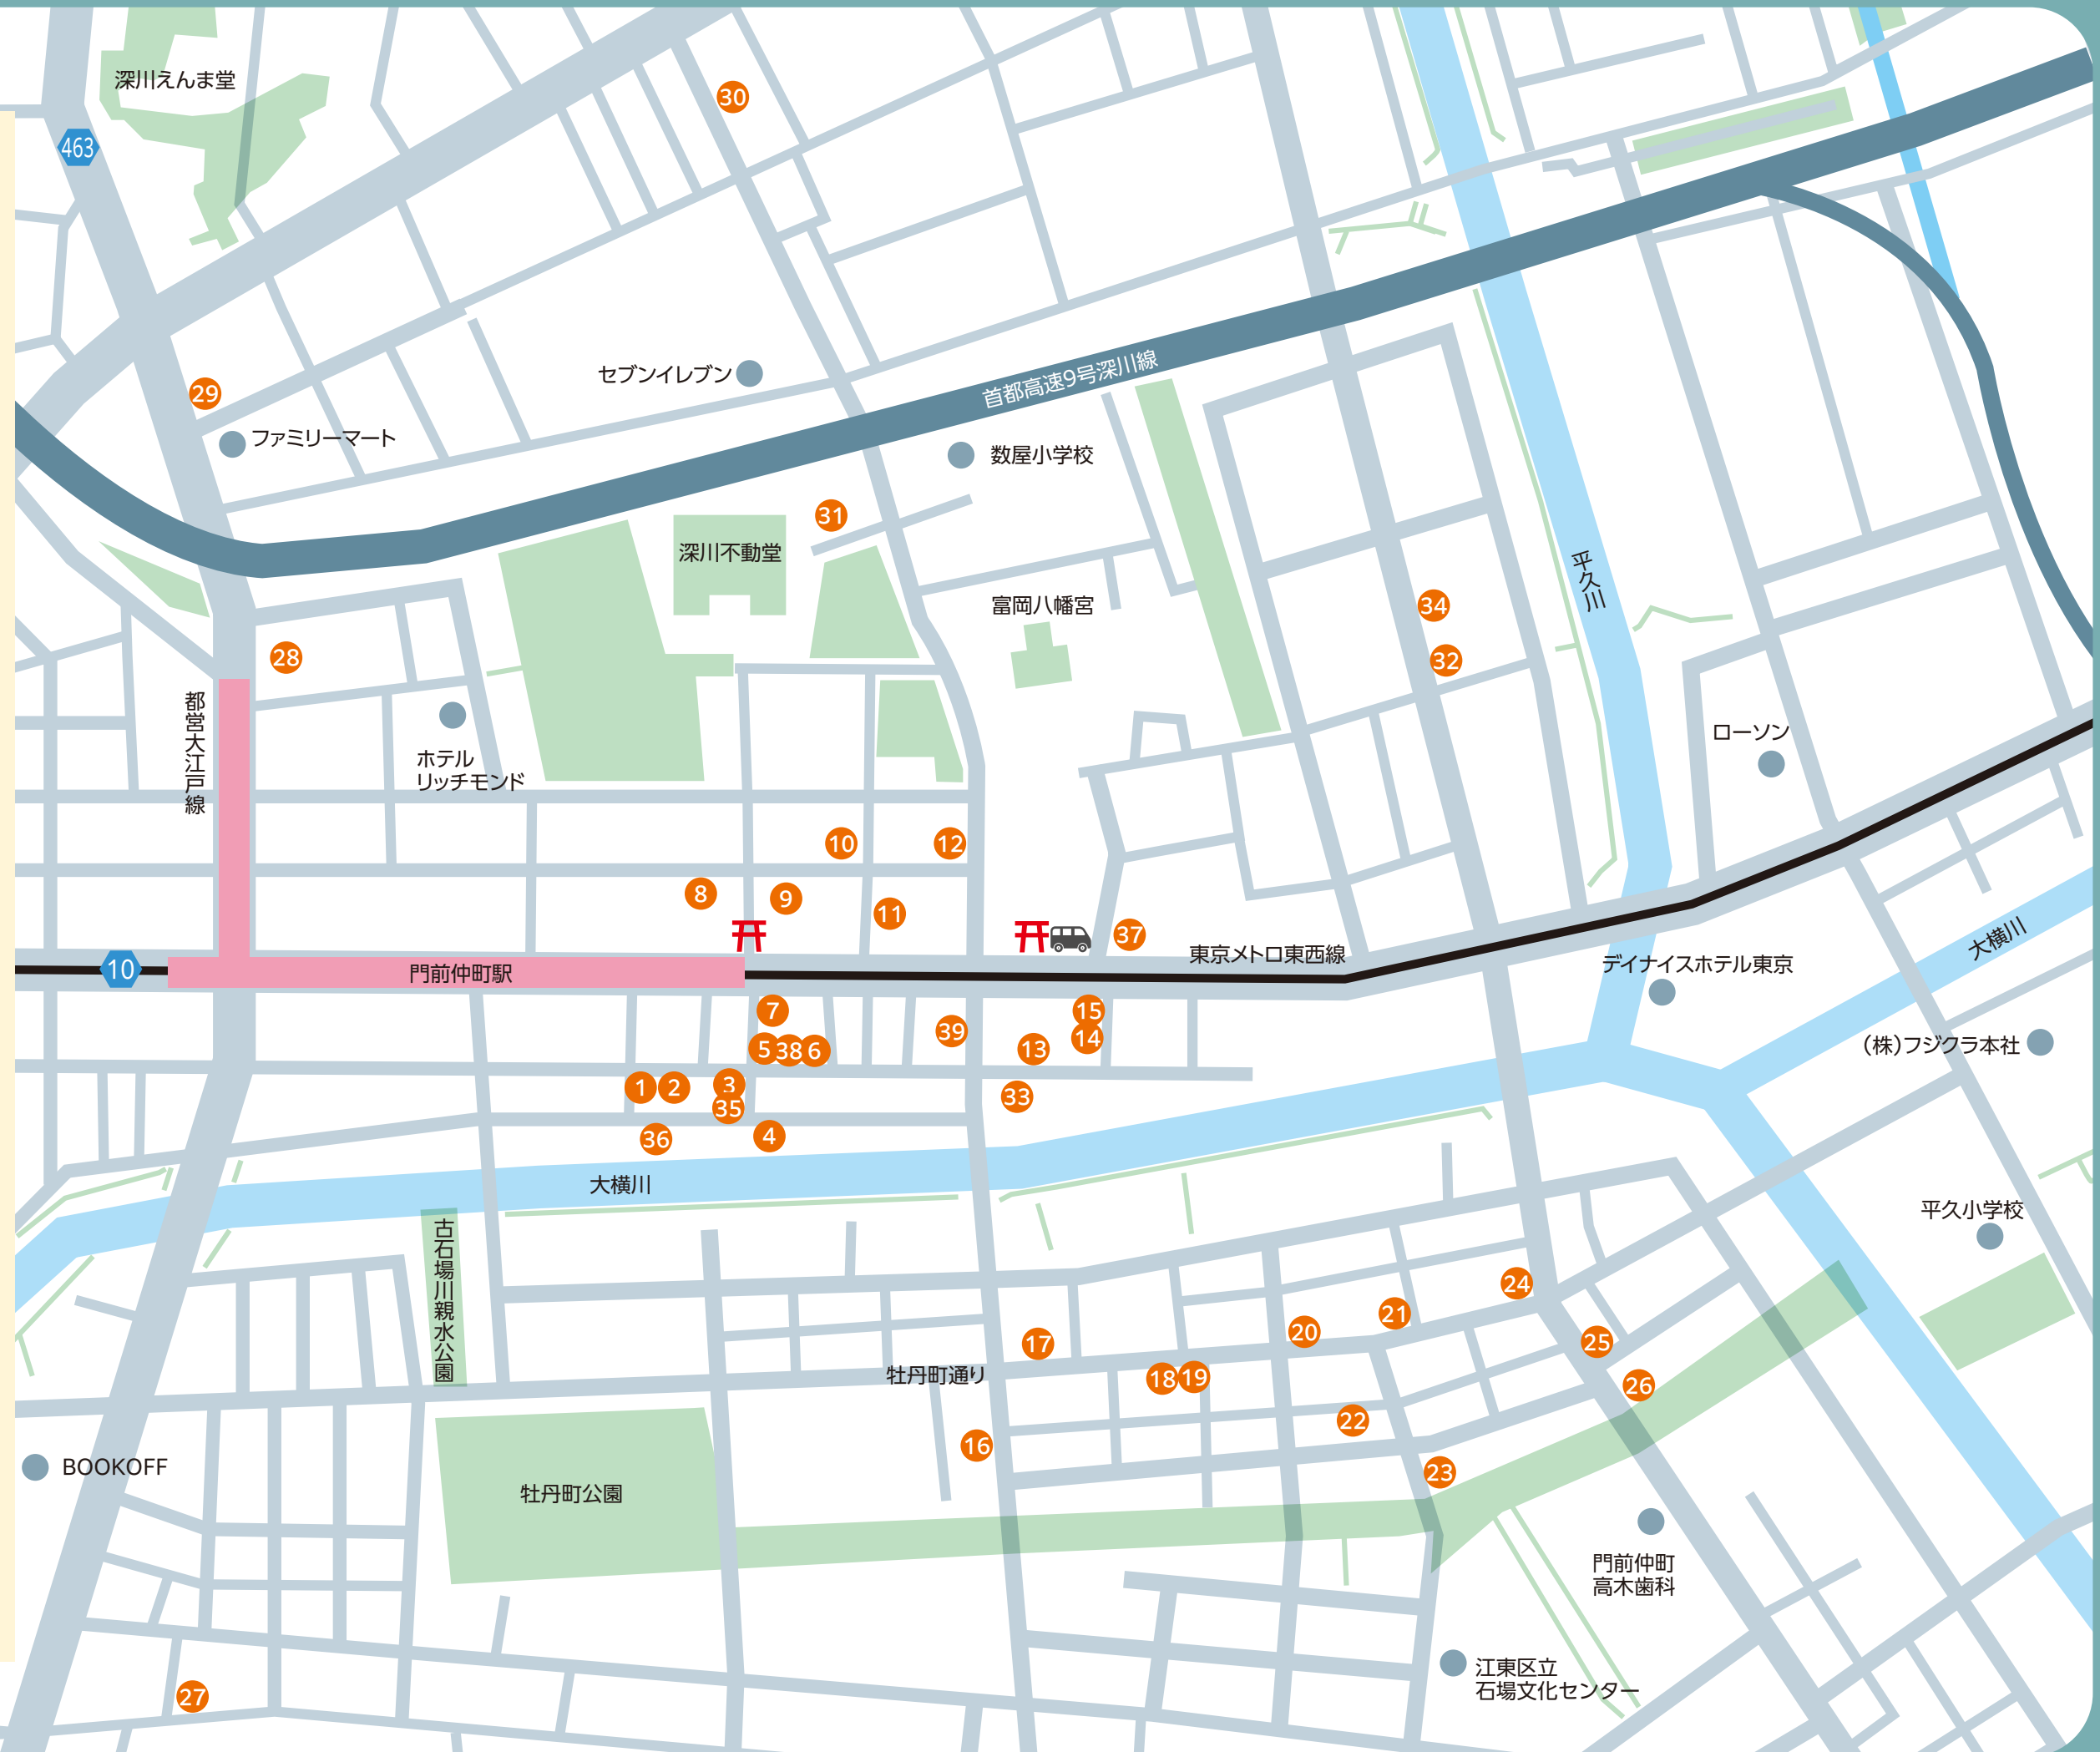 深川えんま堂
30
463
首都高速9号深川線
セブンイレブン
29
ファミリーマート
数屋小学校
31
深川不動堂
平久川
富岡八幡宮
34
28
32
都営大江戸線
ホテル
リッチモンド
ローソン
10
12
8
9
11
37
東京メトロ東西線
大横川
デイナイスホテル東京
10
門前仲町駅
7
15
39
14
(株)フジクラ本社
5
38
6
13
1
2
3
35
33
36
4
大横川
平久小学校
古石場川親水公園
24
21
20
17
25
牡丹町通り
18
19
26
22
16
BOOKOFF
23
牡丹町公園
門前仲町
高木歯科
江東区立
石場文化センター
27